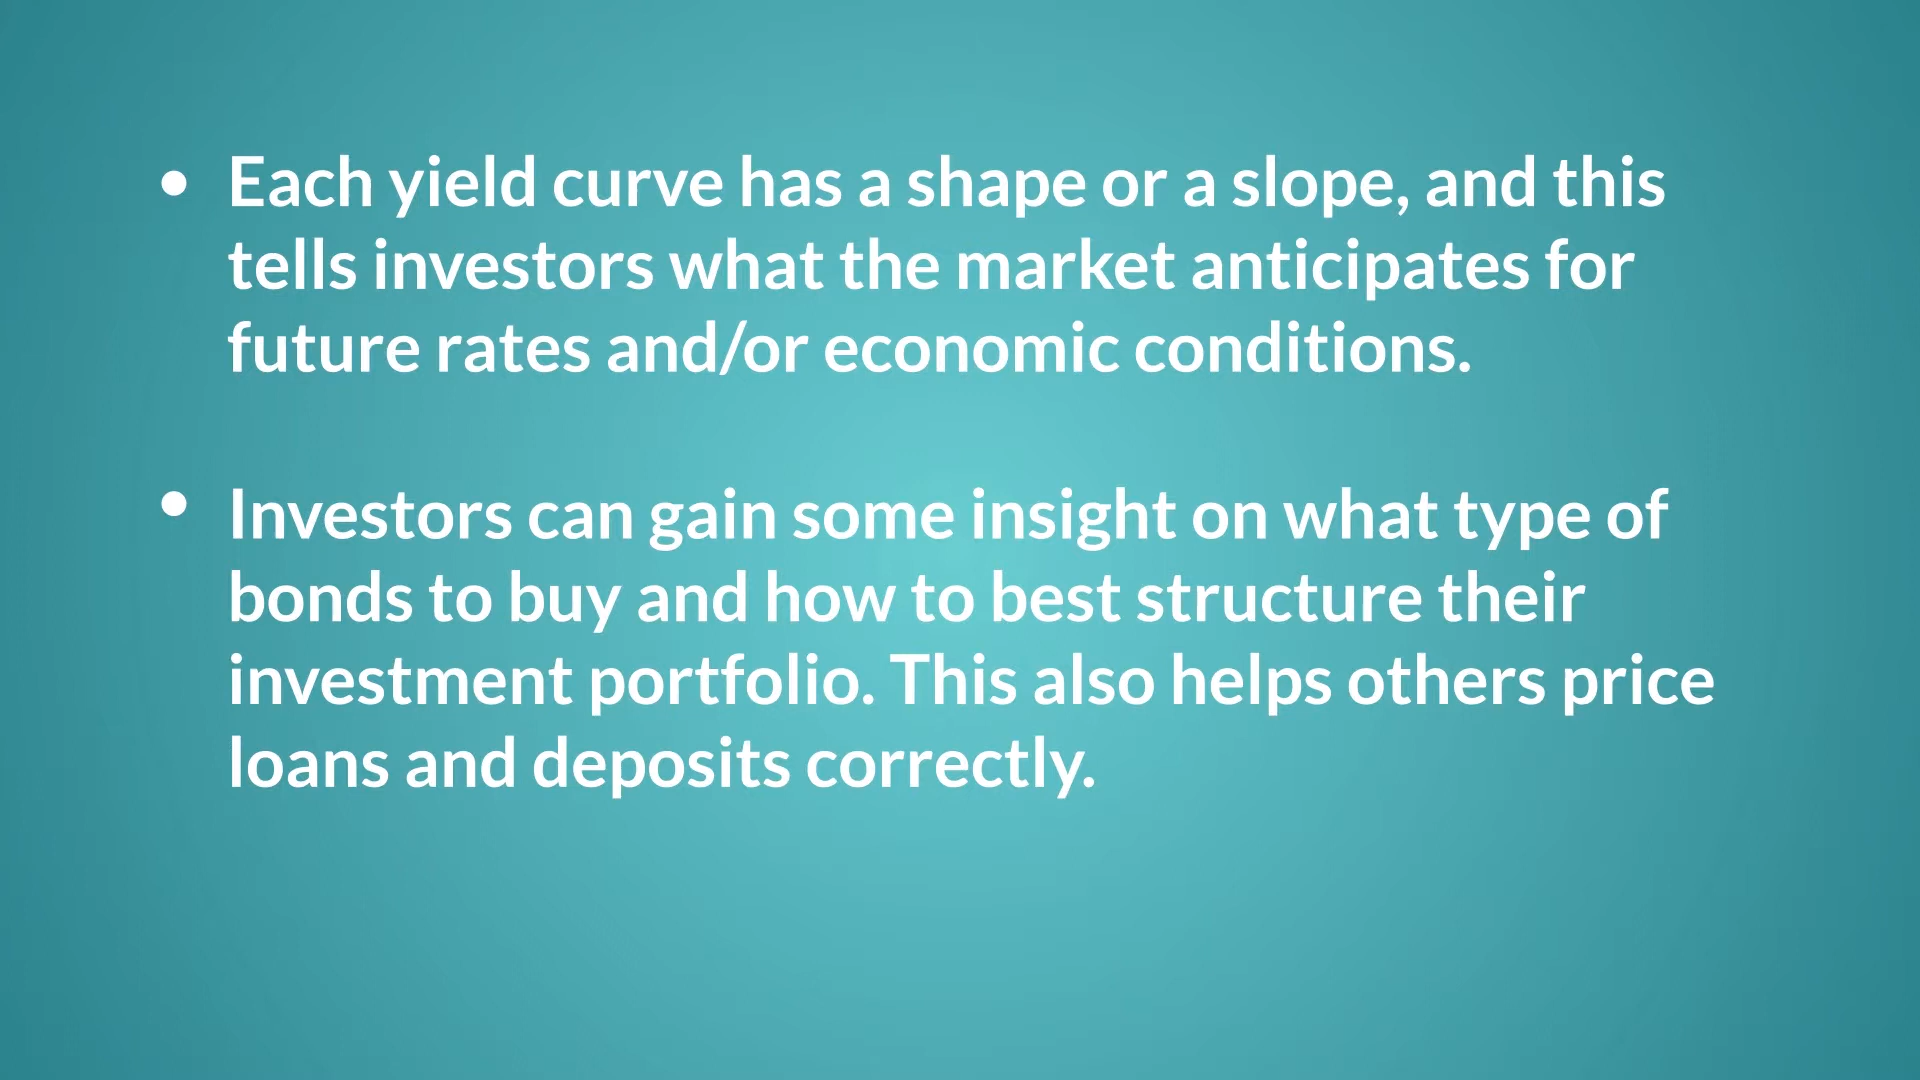 • Each yield curve has a shape or a slope, and this
tells investors what the market anticipates for
future rates and/or economic conditions.
• Investors can gain some insight on what type of
bonds to buy and how to best structure their
investment portfolio. This also helps others price
loans and deposits correctly.